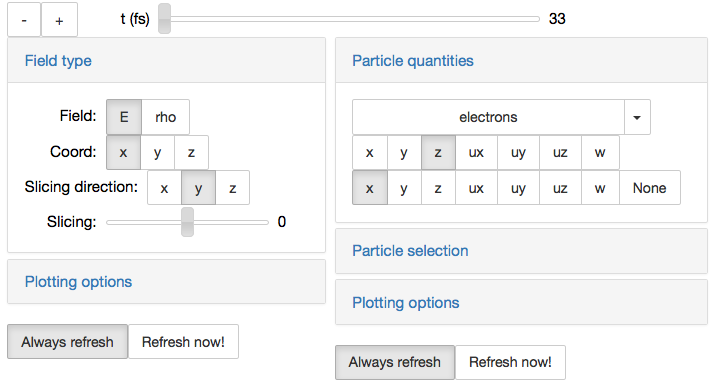 - + t (fs) 33
Field type
Field: E rho
Coord: x y z
Slicing direction: x y z
Slicing: 0
Plotting options
Always refresh Refresh now!
Particle quantities
electrons
x y z ux uy uz w
x y z ux uy uz w None
Particle selection
Plotting options
Always refresh Refresh now!